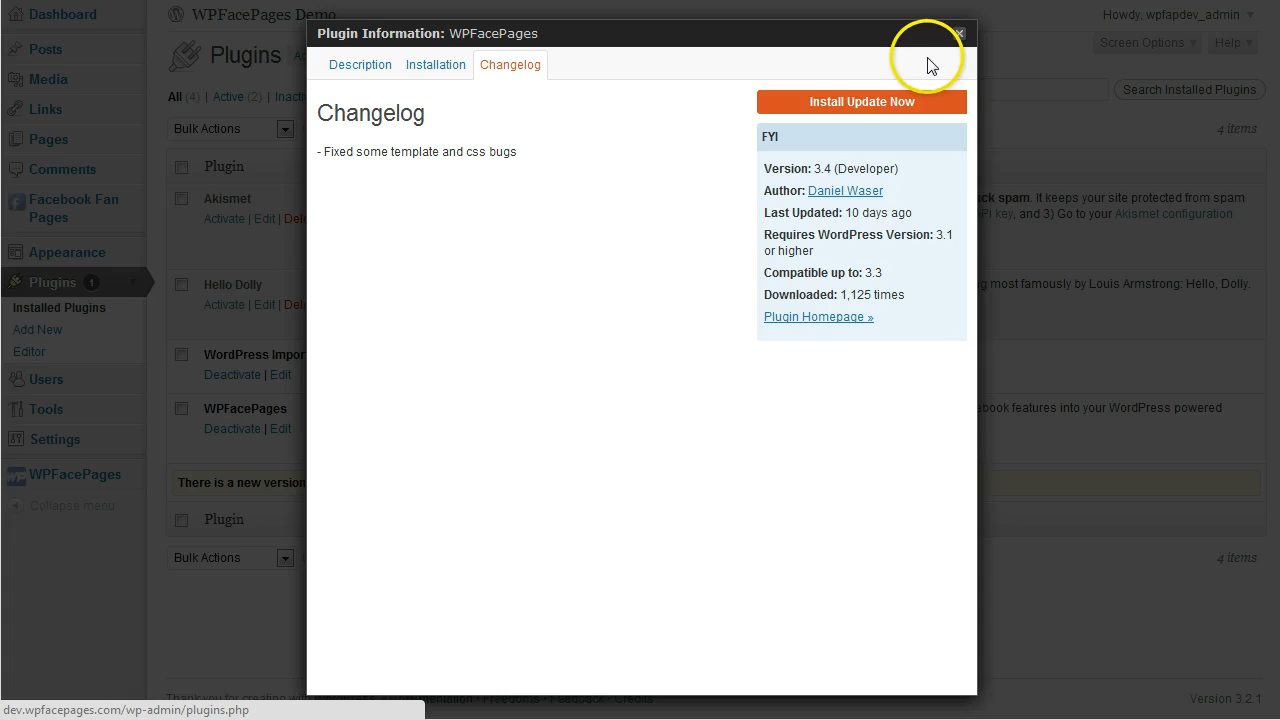 Dashboard
WPFacePages Demo
Howdy, wpfapdev_admin
Plugin Information: WPFacePages
Posts
Plugins
Screen Options
Help
Description
Installation
Changelog
Media
All (4) | Active (2) | Inacti
Search Installed Plugins
Install Update Now
Links
Changelog
Bulk Actions
4 items
FYI
Pages
- Fixed some template and css bugs
Plugin
Version: 3.4 (Developer)
Comments
Author: Daniel Waser
Facebook Fan
Pages
Akismet
ck spam. It keeps your site protected from spam
Activate | Edit | Del
PI key, and 3) Go to your Akismet configuration
Last Updated: 10 days ago
Requires WordPress Version: 3.1
or higher
Appearance
Compatible up to: 3.3
Plugins 1
Hello Dolly
ng most famously by Louis Armstrong: Hello, Dolly.
Downloaded: 1,125 times
Installed Plugins
Activate | Edit | Del
Plugin Homepage »
Add New
Editor
WordPress Impor
Deactivate | Edit
Users
Tools
WPFacePages
ebook features into your WordPress powered
Deactivate | Edit
Settings
WPFacePages
There is a new version
Collapse menu
Plugin
Bulk Actions
4 items
Version 3.2.1
dev.wpfacepages.com/wp-admin/plugins.php